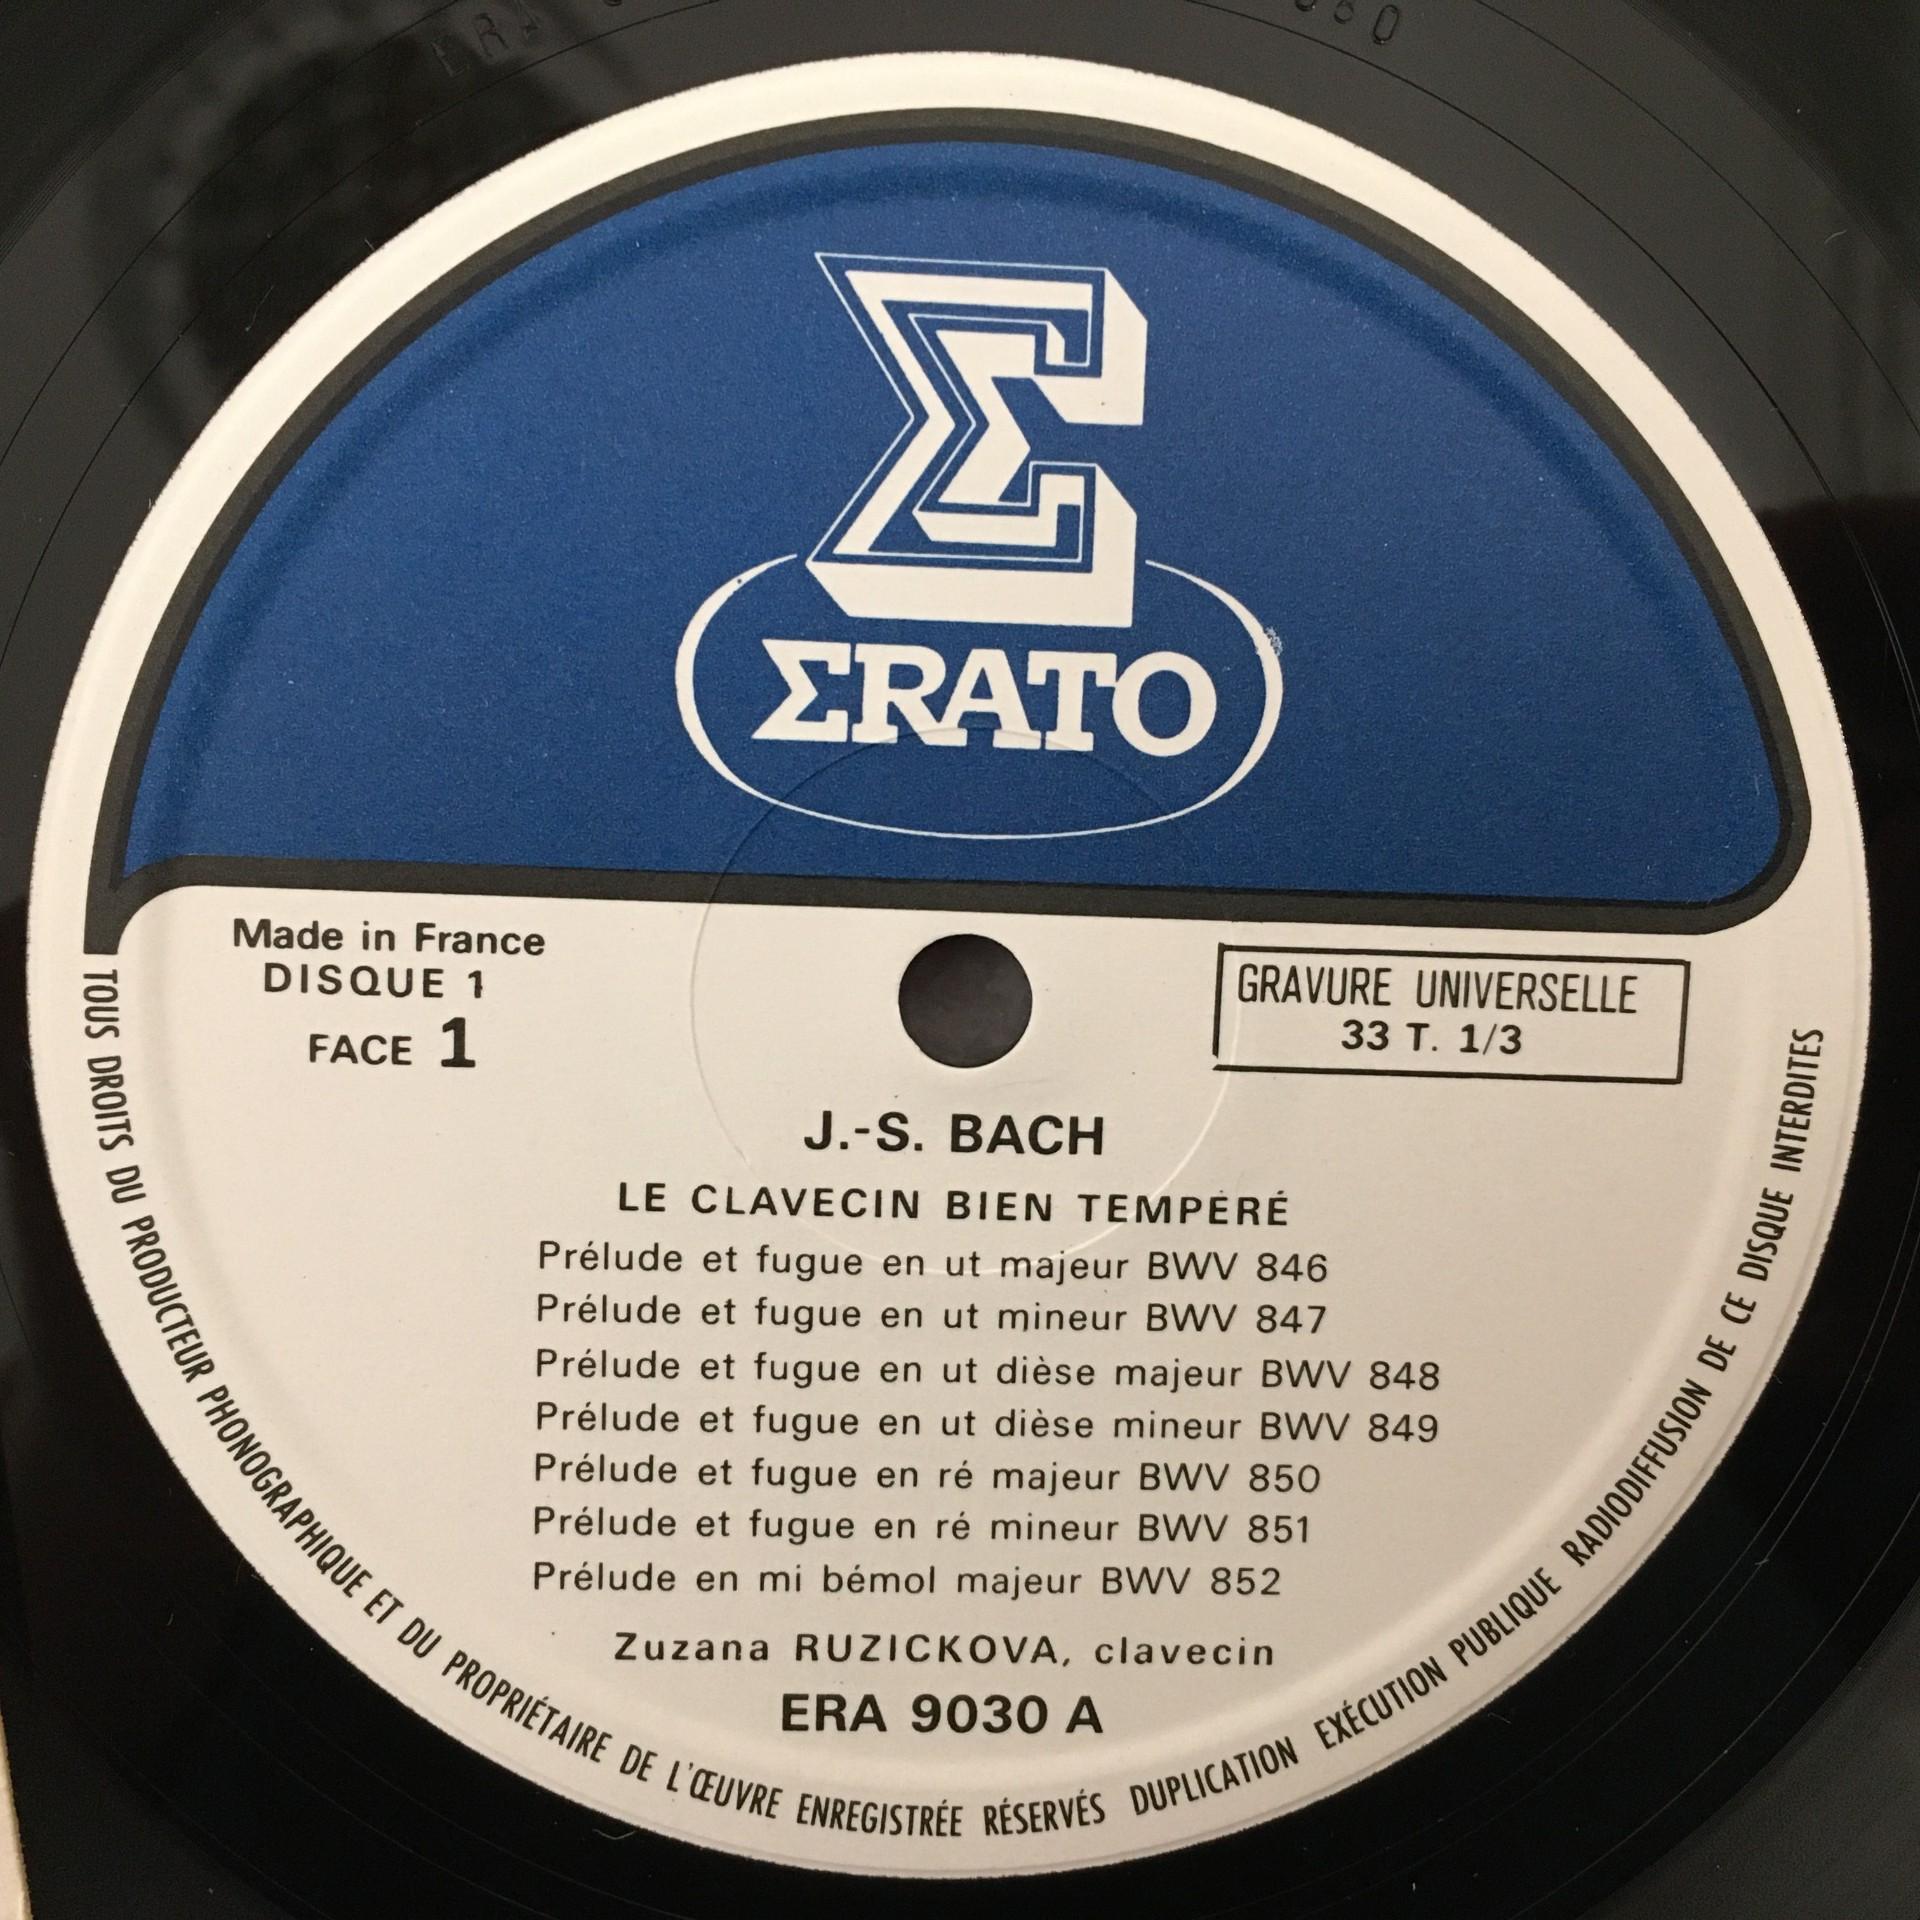 Σ
ΣRATO
Made in France
DISQUE 1
FACE 1
GRAVURE UNIVERSELLE
33 T. 1/3
J.-S. BACH
LE CLAVECIN BIEN TEMPÉRÉ
Prélude et fugue en ut majeur BWV 846
Prélude et fugue en ut mineur BWV 847
Prélude et fugue en ut dièse majeur BWV 848
Prélude et fugue en ut dièse mineur BWV 849
Prélude et fugue en ré majeur BWV 850
Prélude et fugue en ré mineur BWV 851
Prélude en mi bémol majeur BWV 852
Zuzana RUZICKOVA, clavecin
ERA 9030 A
TOUS DROITS DU PRODUCTEUR PHONOGRAPHIQUE ET DU PROPRIÉTAIRE DE L'ŒUVRE ENREGISTRÉE RÉSERVÉS DUPLICATION EXÉCUTION PUBLIQUE RADIODIFFUSION DE CE DISQUE INTERDITES